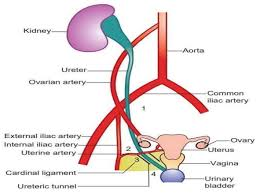 Kidney
Aorta
Ureter
Ovarian artery
Common
iliac artery
1
External iliac artery
Internal iliac artery
Uterine artery
Ovary
Uterus
2
3
Vagina
Cardinal ligament
4
Urinary
bladder
Ureteric tunnel